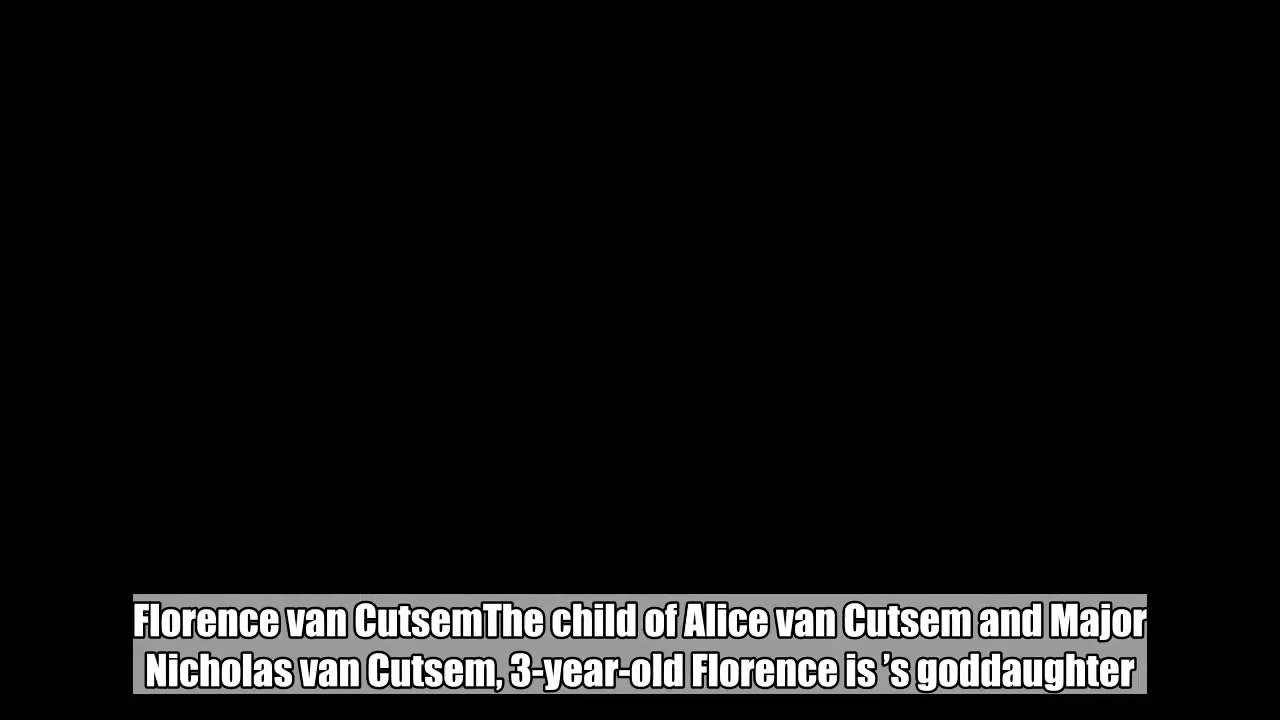 Florence van CutsemThe child of Alice van Cutsem and Major
Nicholas van Cutsem, 3-year-old Florence is ’s goddaughter